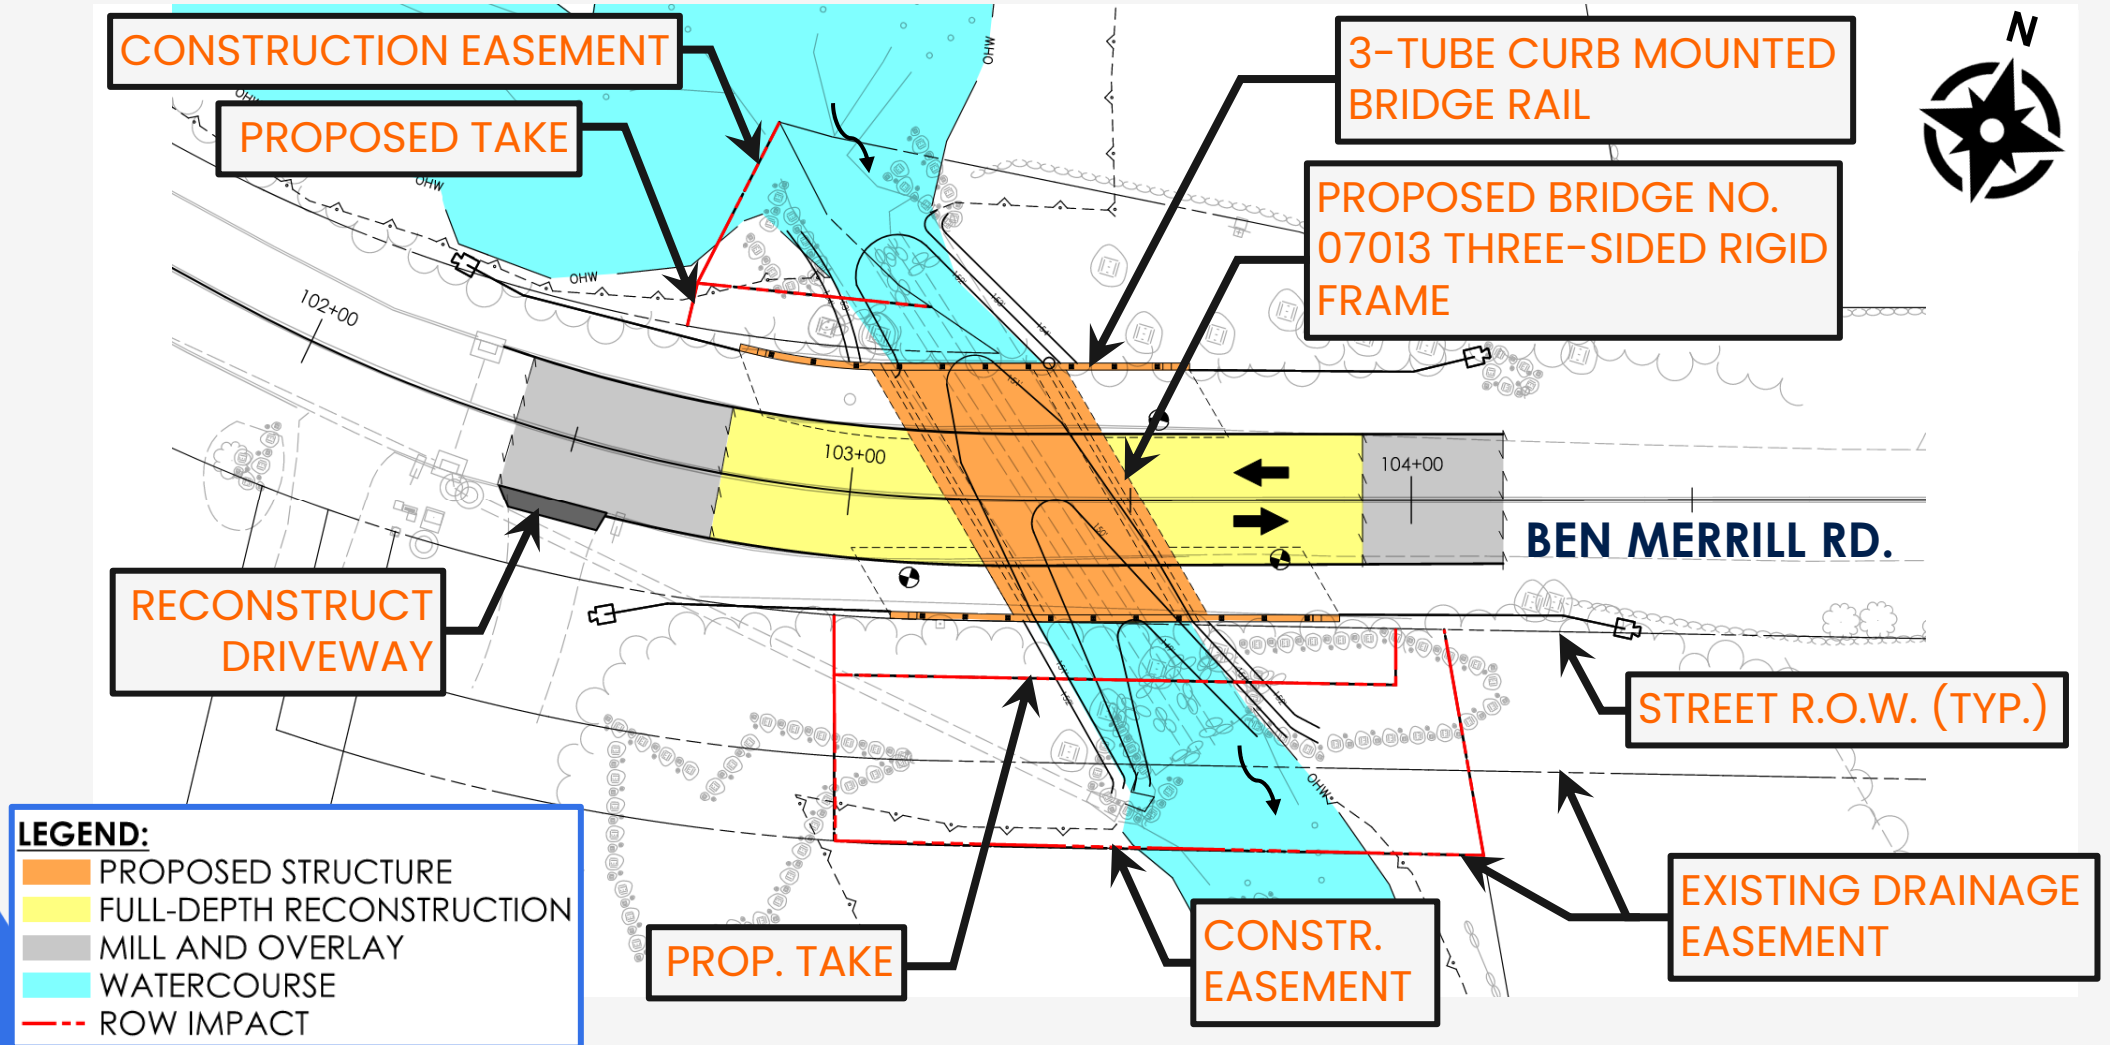 CONSTRUCTION EASEMENT
PROPOSED TAKE
3-TUBE CURB MOUNTED
BRIDGE RAIL
N
PROPOSED BRIDGE NO.
07013 THREE-SIDED RIGID
FRAME
OHW
OHW
OHW
OHW
102+00
103+00
104+00
BEN MERRILL RD.
RECONSTRUCT
DRIVEWAY
STREET R.O.W. (TYP.)
OHW
EXISTING DRAINAGE
EASEMENT
PROP. TAKE
CONSTR.
EASEMENT
LEGEND:
PROPOSED STRUCTURE
FULL-DEPTH RECONSTRUCTION
MILL AND OVERLAY
WATERCOURSE
ROW IMPACT